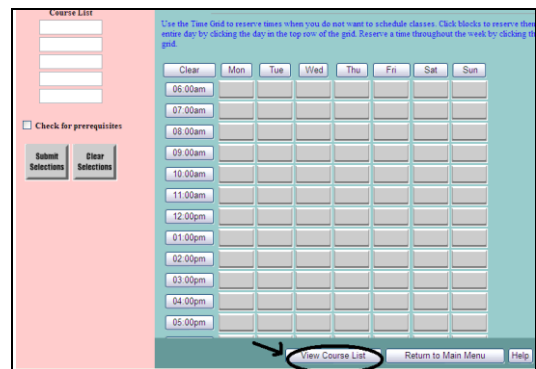 Course List
Check for prerequisites
Submit Selections
Clear Selections
Use the Time Grid to reserve times when you do not want to schedule classes. Click blocks to reserve them
entire day by clicking the day in the top row of the grid. Reserve a time throughout the week by clicking th
grid.
Clear Mon Tue Wed Thu Fri Sat Sun
06:00am
07:00am
08:00am
09:00am
10:00am
11:00am
12:00pm
01:00pm
02:00pm
03:00pm
04:00pm
05:00pm
View Course List Return to Main Menu Help